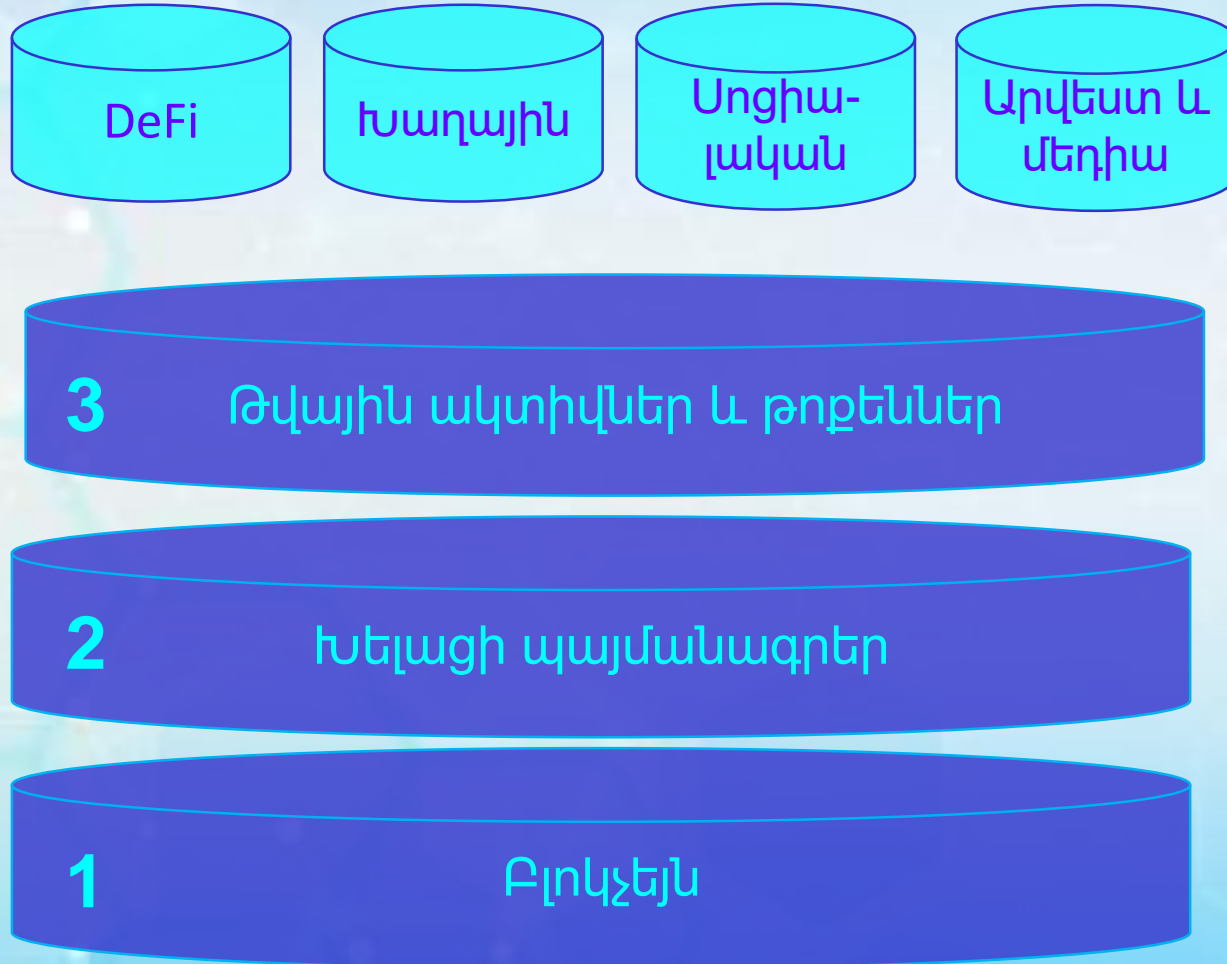 DeFi
Խաղային
Սոցիա-
լական
Արվեստ և
մեդիա
3 Թվային ակտիվներ և թոքեններ
2 Խելացի պայմանագրեր
1 Բլոկչեյն